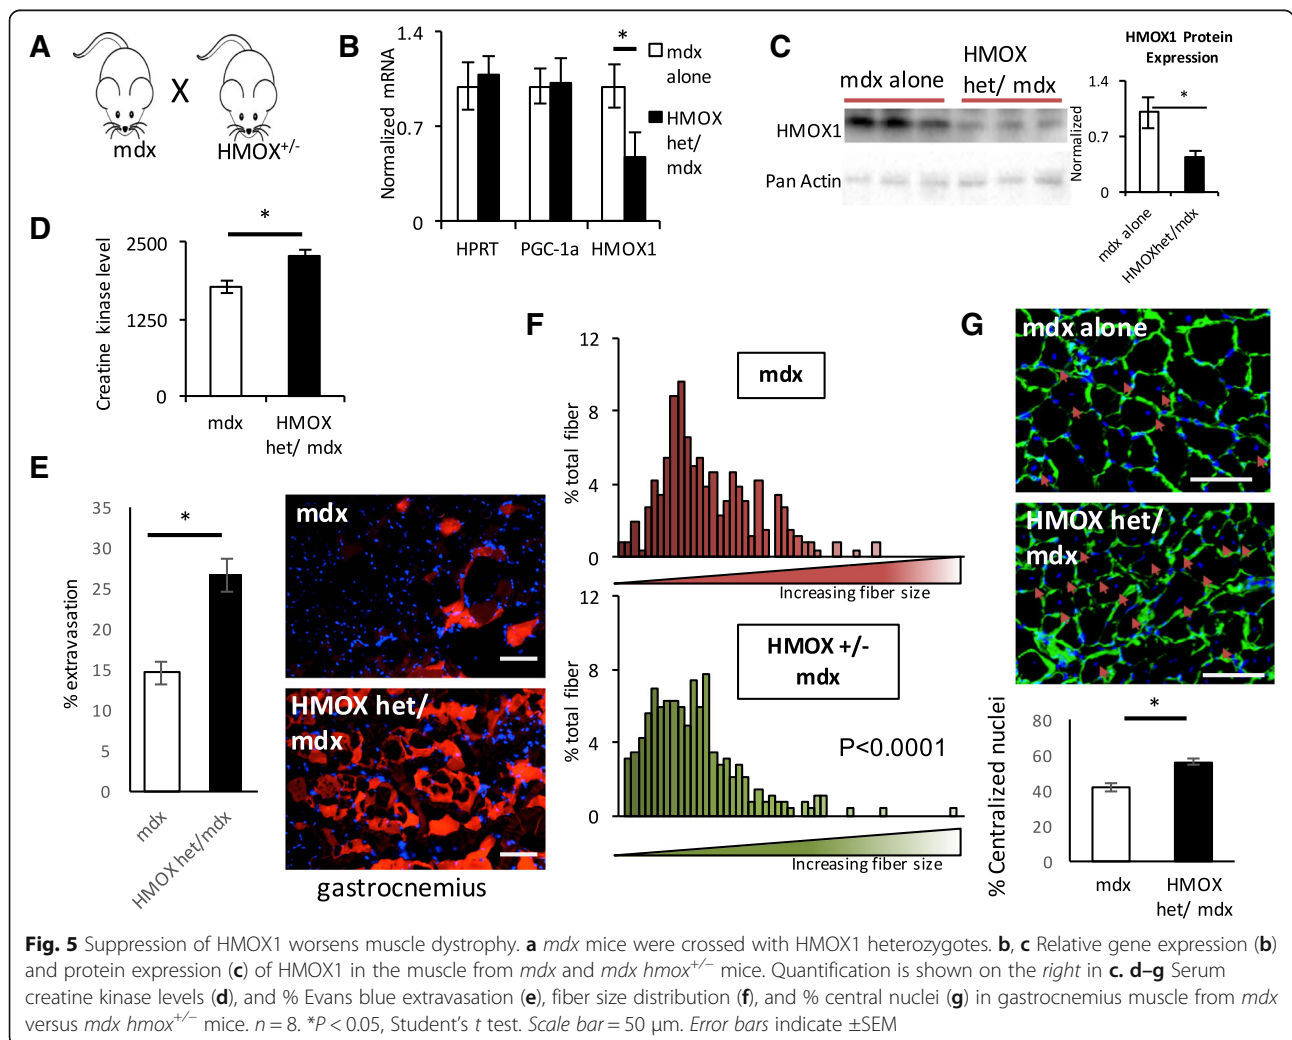 A
mdx
X
HMOX+/-
B
Normalized mRNA
1.4
0.7
0
*
mdx
alone
HMOX
het/
mdx
HPRT
PGC-1a
HMOX1
C
mdx alone
HMOX
het/ mdx
HMOX1
Pan Actin
HMOX1 Protein
Expression
Normalized
1.4
0.7
0
*
mdx alone
HMOXhet/mdx
D
Creatine kinase level
2500
1250
0
*
mdx
HMOX
het/ mdx
E
% extravasation
35
30
25
20
15
10
5
0
*
mdx
HMOX het/mdx
mdx
HMOX het/
mdx
gastrocnemius
F
% total fiber
12
8
4
0
mdx
Increasing fiber size
% total fiber
12
8
4
0
HMOX +/-
mdx
P<0.0001
Increasing fiber size
G
mdx alone
HMOX het/
mdx
% Centralized nuclei
80
60
40
20
0
*
mdx
HMOX
het/ mdx
Fig. 5 Suppression of HMOX1 worsens muscle dystrophy. a mdx mice were crossed with HMOX1 heterozygotes. b, c Relative gene expression (b)
and protein expression (c) of HMOX1 in the muscle from mdx and mdx hmox+/− mice. Quantification is shown on the right in c. d–g Serum
creatine kinase levels (d), and % Evans blue extravasation (e), fiber size distribution (f), and % central nuclei (g) in gastrocnemius muscle from mdx
versus mdx hmox+/− mice. n = 8. *P < 0.05, Student's t test. Scale bar = 50 μm. Error bars indicate ±SEM